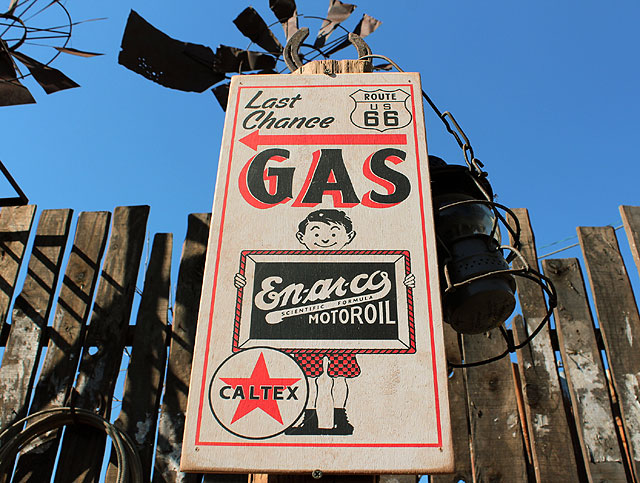 Last
Chance
ROUTE
US
66
GAS
En-ar-co
SCIENTIFIC FORMULA
MOTOR OIL
CALTEX